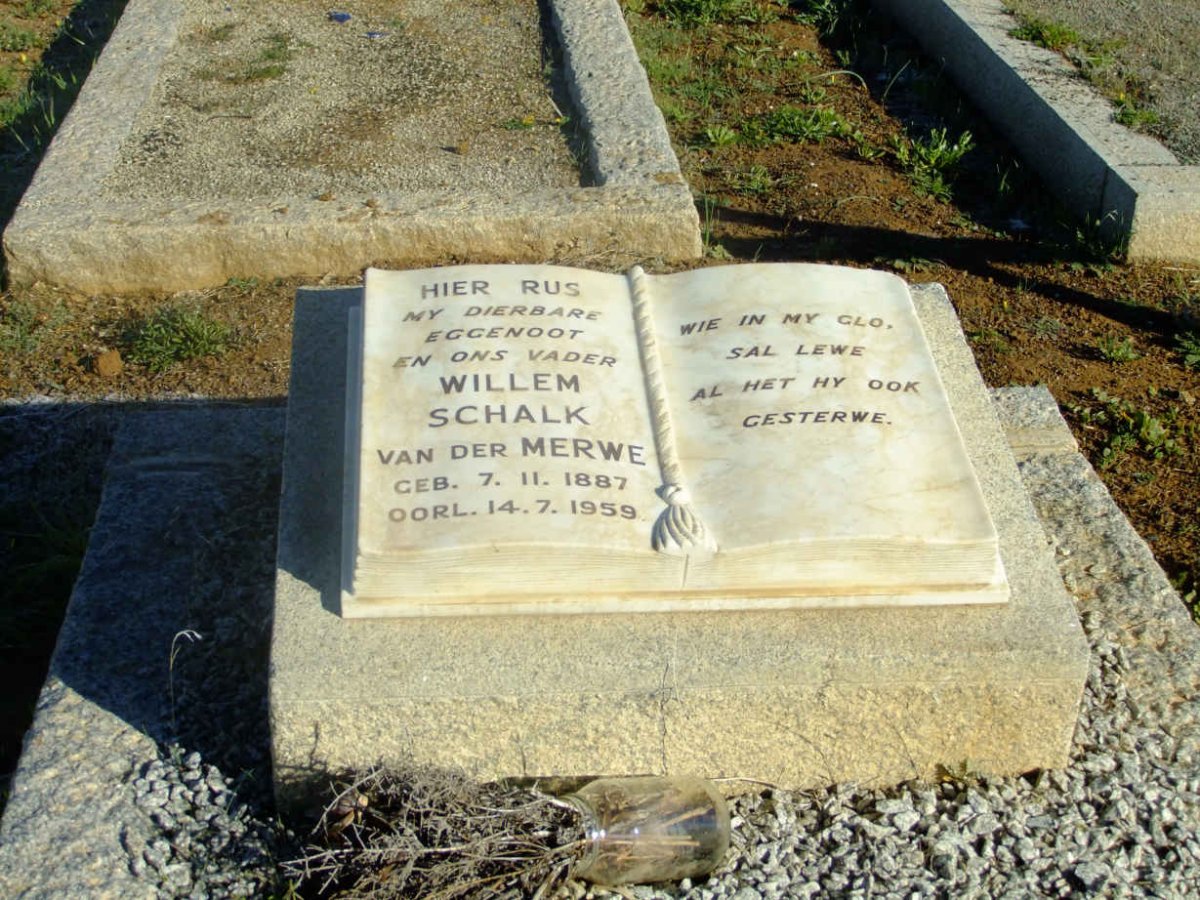 HIER RUS
MY DIERBARE
EGGENOOT
EN ONS VADER
WILLEM
SCHALK
VAN DER MERWE
GEB. 7. 11. 1887
OORL. 14. 7. 1959.
WIE IN MY GLO,
SAL LEWE
AL HET HY OOK
GESTERWE.